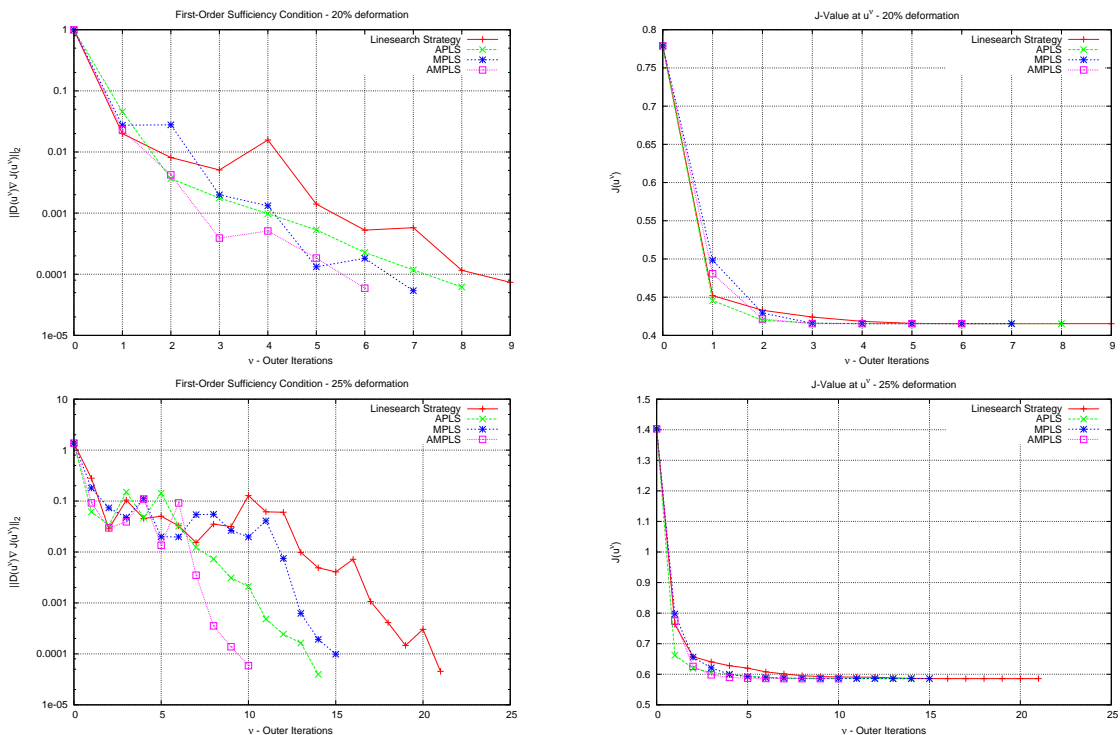 First-Order Sufficiency Condition - 20% deformation
||D(u^ν)∇ J(u^ν)||_2
1
0.1
0.01
0.001
0.0001
1e-05
0 1 2 3 4 5 6 7 8 9
ν - Outer Iterations
Linesearch Strategy
APLS
MPLS
AMPLS
J-Value at u^ν - 20% deformation
J(u^ν)
0.8
0.75
0.7
0.65
0.6
0.55
0.5
0.45
0.4
0 1 2 3 4 5 6 7 8 9
ν - Outer Iterations
Linesearch Strategy
APLS
MPLS
AMPLS
First-Order Sufficiency Condition - 25% deformation
||D(u^ν)∇ J(u^ν)||_2
10
1
0.1
0.01
0.001
0.0001
1e-05
0 5 10 15 20 25
ν - Outer Iterations
Linesearch Strategy
APLS
MPLS
AMPLS
J-Value at u^ν - 25% deformation
J(u^ν)
1.5
1.4
1.3
1.2
1.1
1
0.9
0.8
0.7
0.6
0.5
0 5 10 15 20 25
ν - Outer Iterations
Linesearch Strategy
APLS
MPLS
AMPLS